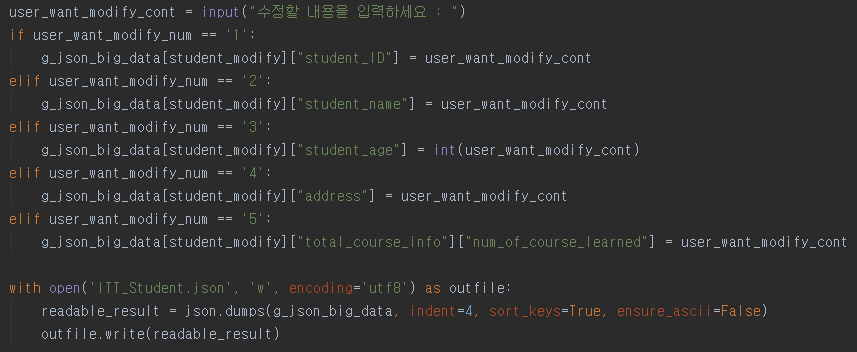 user_want_modify_cont = input("수정할 내용을 입력하세요 : ")
if user_want_modify_num == '1':
    g_json_big_data[student_modify]["student_ID"] = user_want_modify_cont
elif user_want_modify_num == '2':
    g_json_big_data[student_modify]["student_name"] = user_want_modify_cont
elif user_want_modify_num == '3':
    g_json_big_data[student_modify]["student_age"] = int(user_want_modify_cont)
elif user_want_modify_num == '4':
    g_json_big_data[student_modify]["address"] = user_want_modify_cont
elif user_want_modify_num == '5':
    g_json_big_data[student_modify]["total_course_info"]["num_of_course_learned"] = user_want_modify_cont

with open('ITT_Student.json', 'w', encoding='utf8') as outfile:
    readable_result = json.dumps(g_json_big_data, indent=4, sort_keys=True, ensure_ascii=False)
    outfile.write(readable_result)